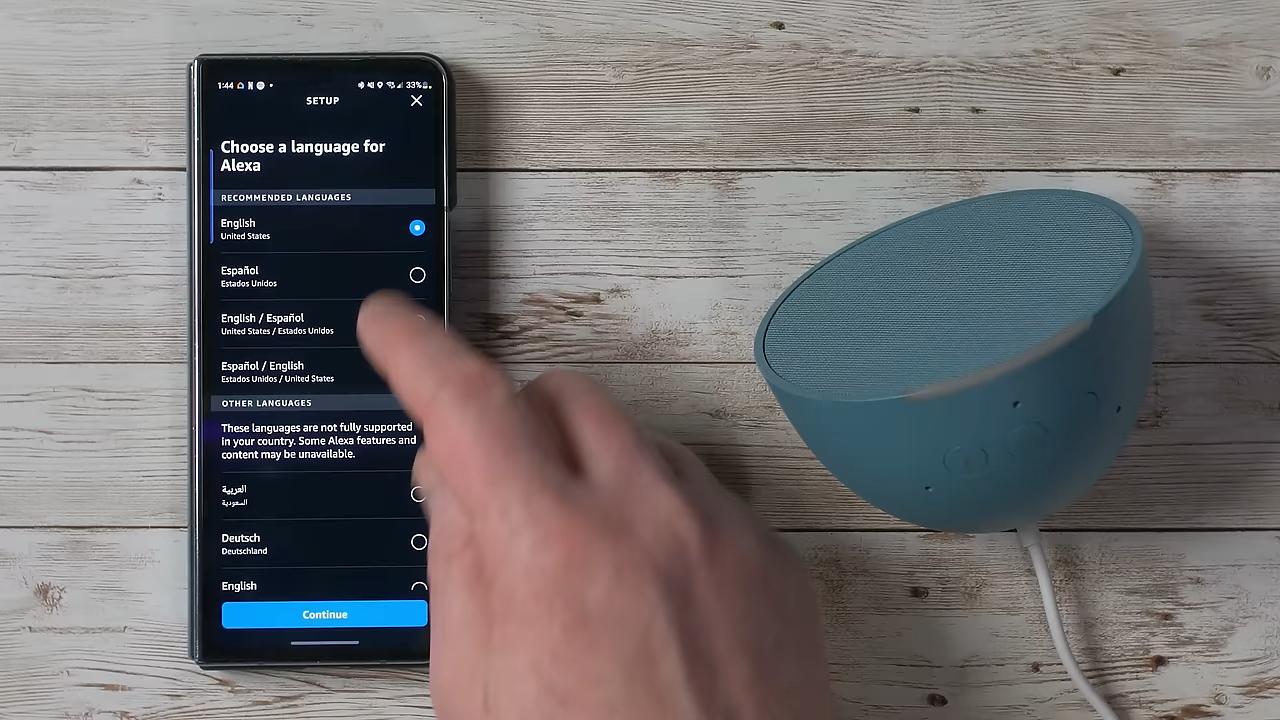 1:44
33%
SETUP
Choose a language for
Alexa
RECOMMENDED LANGUAGES
English
United States
Español
Estados Unidos
English / Español
United States / Estados Unidos
Español / English
Estados Unidos / United States
OTHER LANGUAGES
These languages are not fully supported
in your country. Some Alexa features and
content may be unavailable.
العربية
السعودية
Deutsch
Deutschland
English
Continue